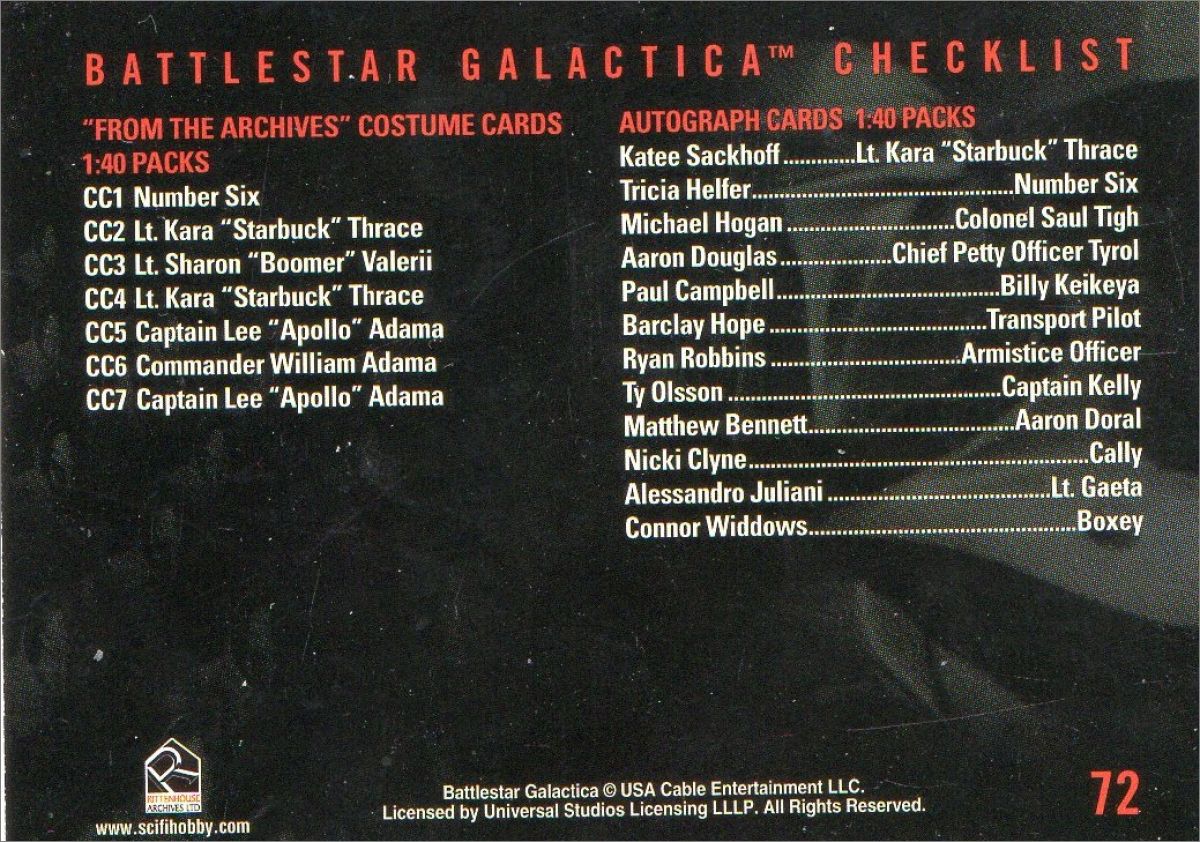 BATTLESTAR GALACTICA™ CHECKLIST
"FROM THE ARCHIVES" COSTUME CARDS
1:40 PACKS
CC1 Number Six
CC2 Lt. Kara "Starbuck" Thrace
CC3 Lt. Sharon "Boomer" Valerii
CC4 Lt. Kara "Starbuck" Thrace
CC5 Captain Lee "Apollo" Adama
CC6 Commander William Adama
CC7 Captain Lee "Apollo" Adama
AUTOGRAPH CARDS 1:40 PACKS
Katee Sackhoff.............Lt. Kara "Starbuck" Thrace
Tricia Helfer.......................................Number Six
Michael Hogan.........................Colonel Saul Tigh
Aaron Douglas.................Chief Petty Officer Tyrol
Paul Campbell..................................Billy Keikeya
Barclay Hope.................................Transport Pilot
Ryan Robbins.............................Armistice Officer
Ty Olsson.........................................Captain Kelly
Matthew Bennett...............................Aaron Doral
Nicki Clyne....................................................Cally
Alessandro Juliani..................................Lt. Gaeta
Connor Widdows........................................Boxey
RITTENHOUSE
ARCHIVES LTD
www.scifihobby.com
Battlestar Galactica © USA Cable Entertainment LLC.
Licensed by Universal Studios Licensing LLLP. All Rights Reserved.
72